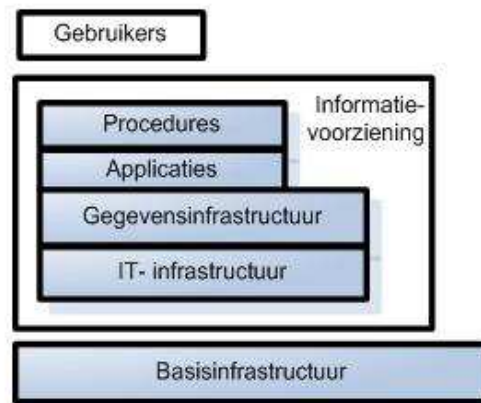 Gebruikers
Informatie-
voorziening
Procedures
Applicaties
Gegevensinfrastructuur
IT- infrastructuur
Basisinfrastructuur